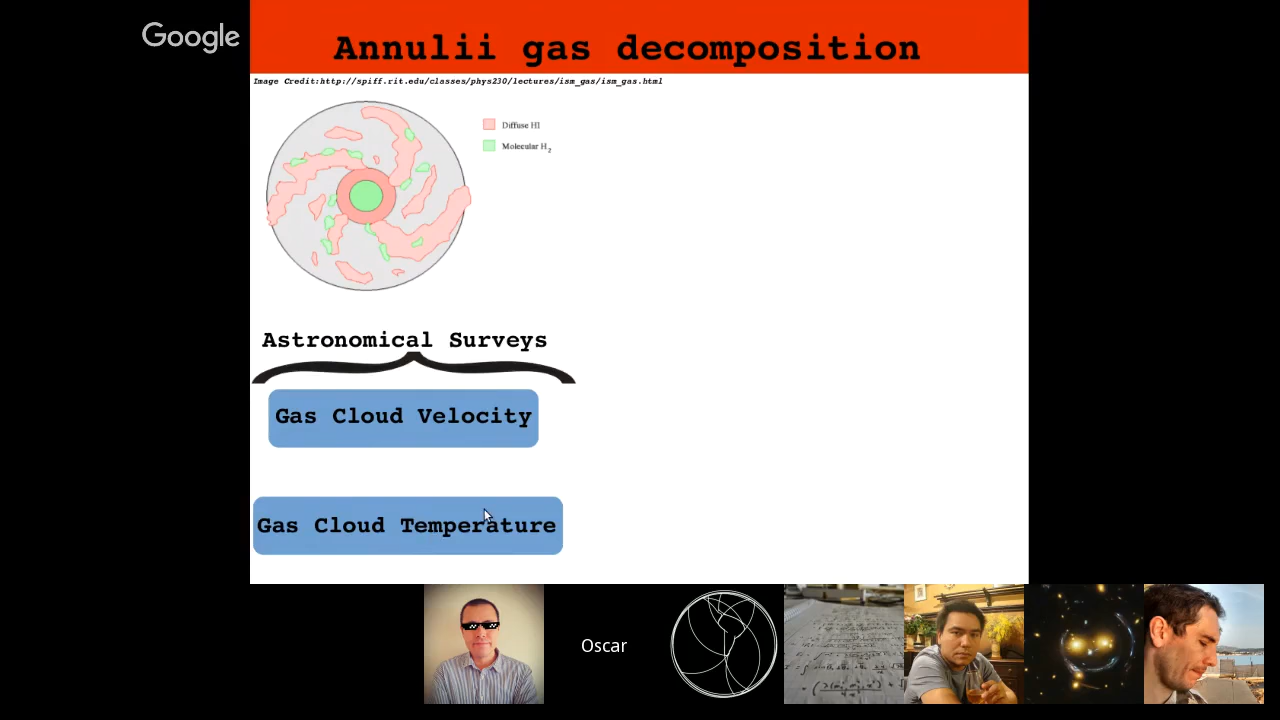 Google
Annulii gas decomposition
Image Credit:http://spiff.rit.edu/classes/phys230/lectures/ism_gas/ism_gas.html
Diffuse HI
Molecular H2
Astronomical Surveys
Gas Cloud Velocity
Gas Cloud Temperature
Oscar